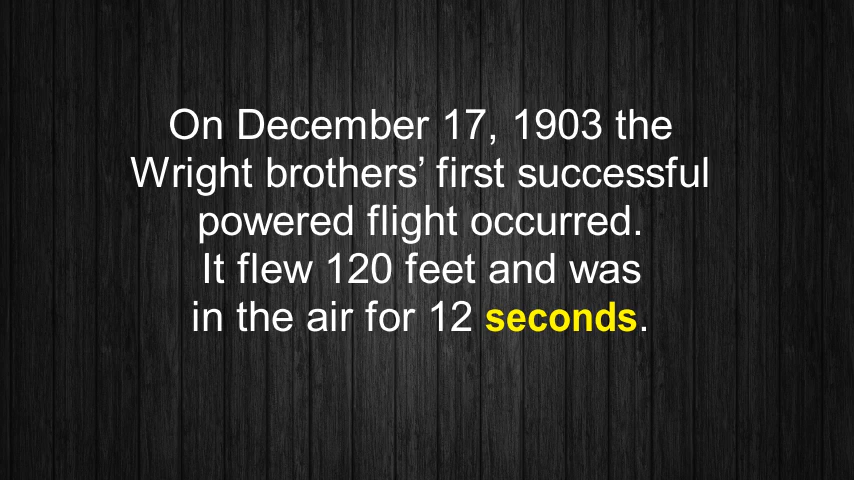 On December 17, 1903 the
Wright brothers’ first successful
powered flight occurred.
It flew 120 feet and was
in the air for 12 seconds.